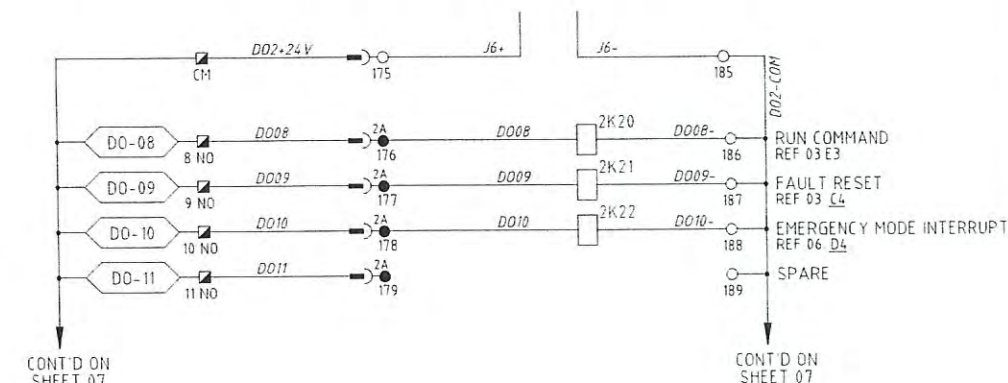 DO2+24V
J6+
J6-
CM
175
185
DO2-COM
DO-08
8 NO
DO08
2A
176
DO08
2K20
DO08-
186
RUN COMMAND
REF 03 E3
DO-09
9 NO
DO09
2A
177
DO09
2K21
DO09-
187
FAULT RESET
REF 03 C4
DO-10
10 NO
DO10
2A
178
DO10
2K22
DO10-
188
EMERGENCY MODE INTERRUPT
REF 06 D4
DO-11
11 NO
DO11
2A
179
189
SPARE
CONT'D ON
SHEET 07
CONT'D ON
SHEET 07